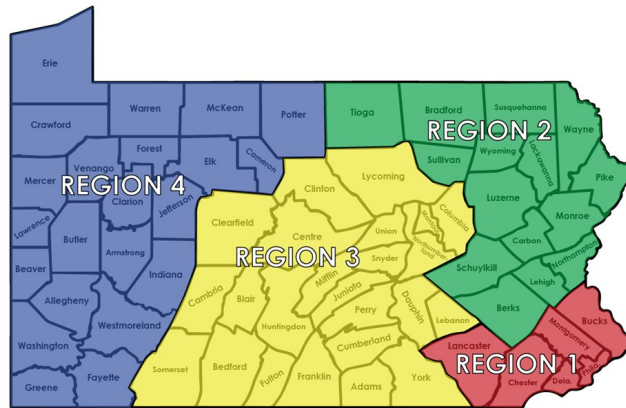 Erie
Crawford
Warren
McKean
Potter
Forest
Venango
Elk
Cameron
Mercer
REGION 4
Clarion
Jefferson
Lawrence
Butler
Armstrong
Beaver
Indiana
Allegheny
Westmoreland
Washington
Greene
Fayette
Tioga
Bradford
Susquehanna
Wayne
REGION 2
Sullivan
Wyoming
Lackawanna
Pike
Luzerne
Monroe
Carbon
Northampton
Schuylkill
Lehigh
Berks
Lycoming
Clinton
Columbia
Clearfield
Centre
Union
Montour
Northumber
land
REGION 3
Snyder
Mifflin
Cambria
Blair
Juniata
Dauphin
Perry
Huntingdon
Lebanon
Cumberland
Somerset
Bedford
Fulton
Franklin
Adams
York
Bucks
Montgomery
Lancaster
REGION 1
Chester
Dela.
Phila.